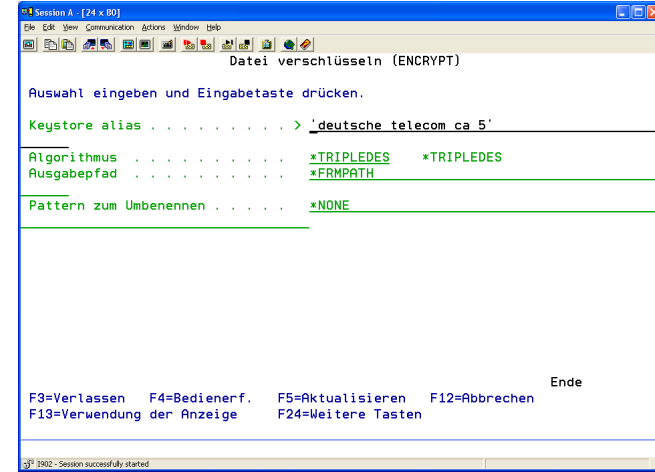 Session A - [24 x 80]
File Edit View Communication Actions Window Help
Datei verschlüsseln (ENCRYPT)
Auswahl eingeben und Eingabetaste drücken.
Keystore alias . . . . . . . . . > 'deutsche telecom ca 5'
Algorithmus . . . . . . . . . . *TRIPLEDES *TRIPLEDES
Ausgabepfad . . . . . . . . . . *FRMPATH
Pattern zum Umbenennen . . . . . *NONE
Ende
F3=Verlassen F4=Bedienerf. F5=Aktualisieren F12=Abbrechen
F13=Verwendung der Anzeige F24=Weitere Tasten
I902 - Session successfully started